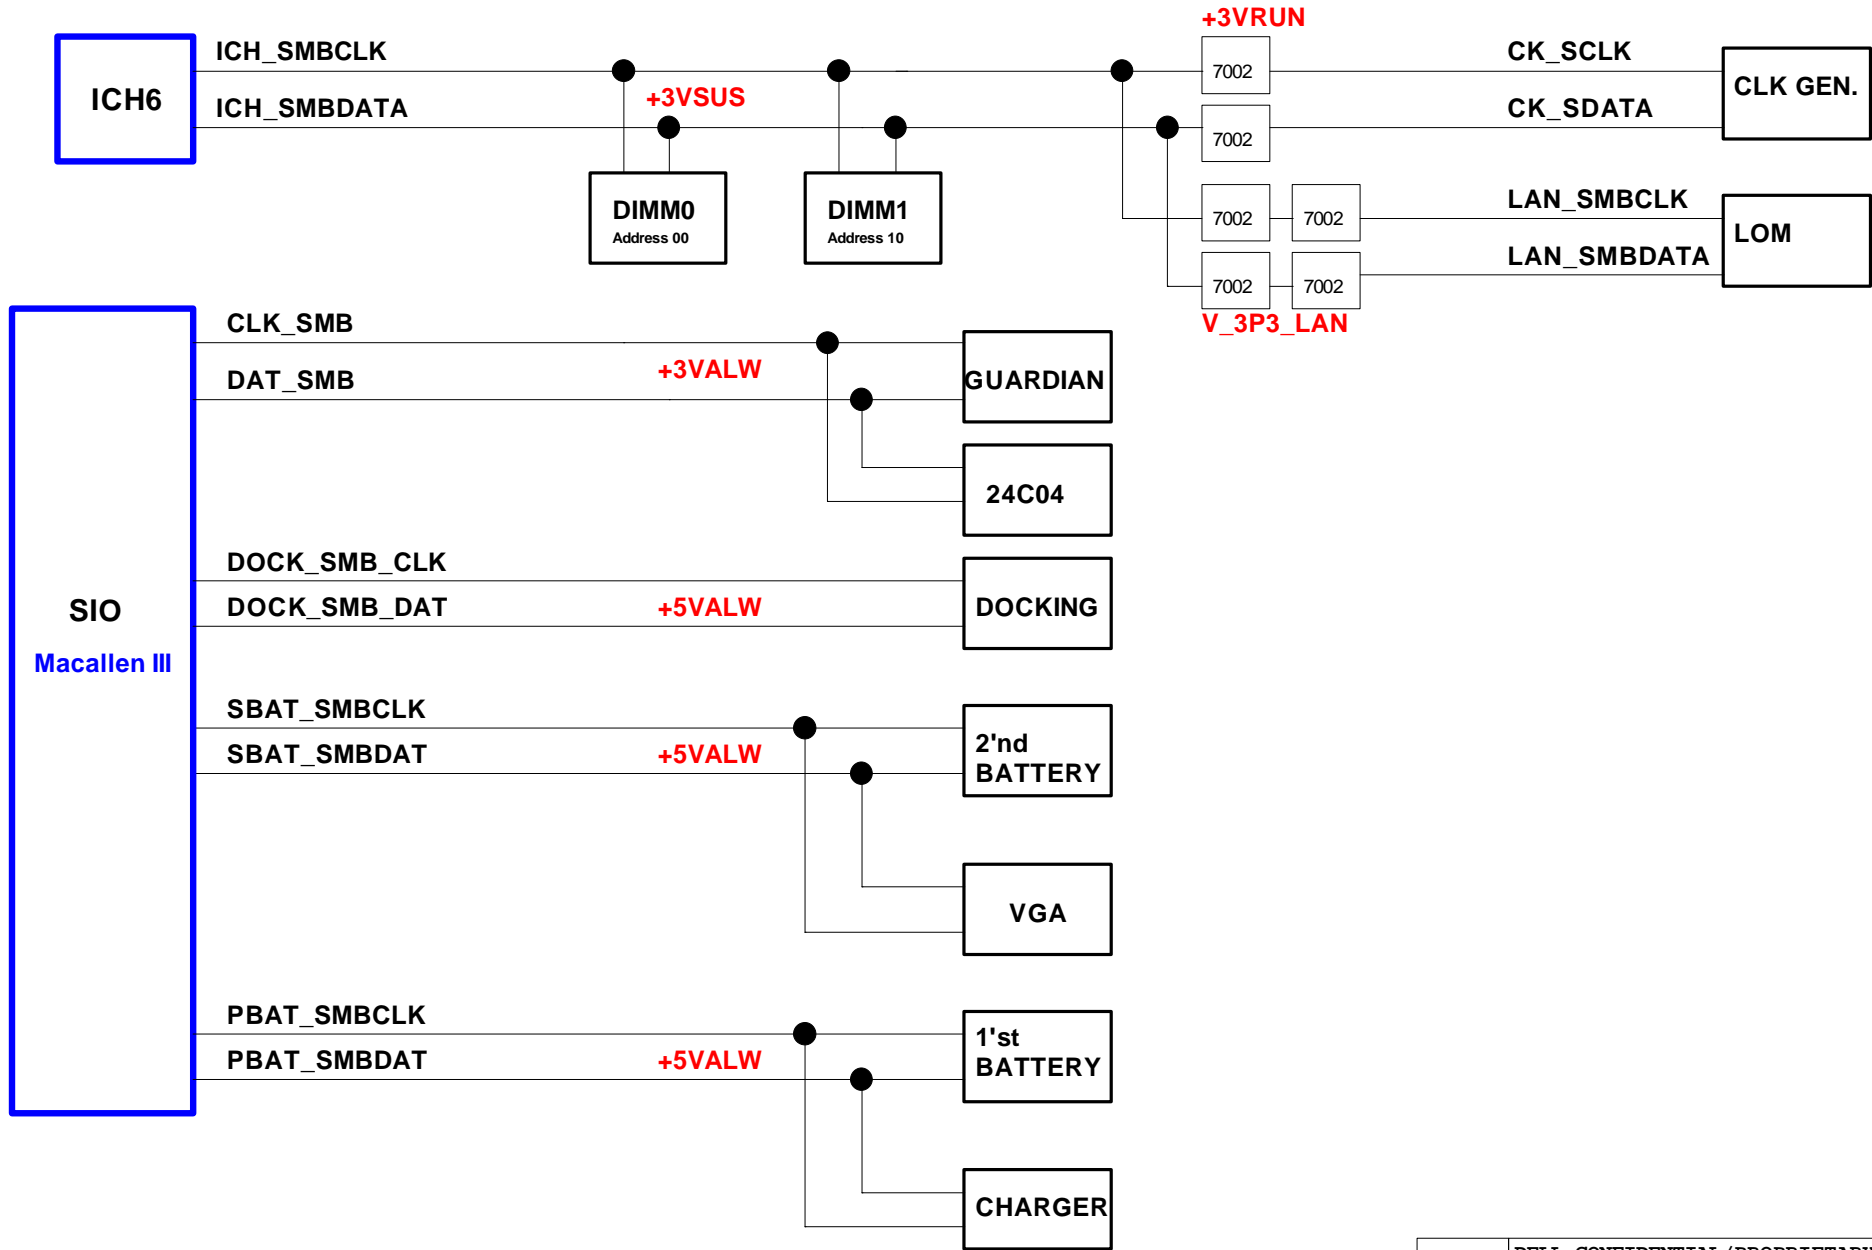 +3VRUN
ICH_SMBCLK
7002
CK_SCLK
ICH6
+3VSUS
CLK GEN.
ICH_SMBDATA
7002
CK_SDATA
DIMM0
Address 00
DIMM1
Address 10
7002
7002
LAN_SMBCLK
LOM
7002
7002
LAN_SMBDATA
V_3P3_LAN
CLK_SMB
DAT_SMB
+3VALW
GUARDIAN
24C04
DOCK_SMB_CLK
DOCK_SMB_DAT
+5VALW
DOCKING
SIO
Macallen III
SBAT_SMBCLK
SBAT_SMBDAT
+5VALW
2'nd
BATTERY
VGA
PBAT_SMBCLK
PBAT_SMBDAT
+5VALW
1'st
BATTERY
CHARGER